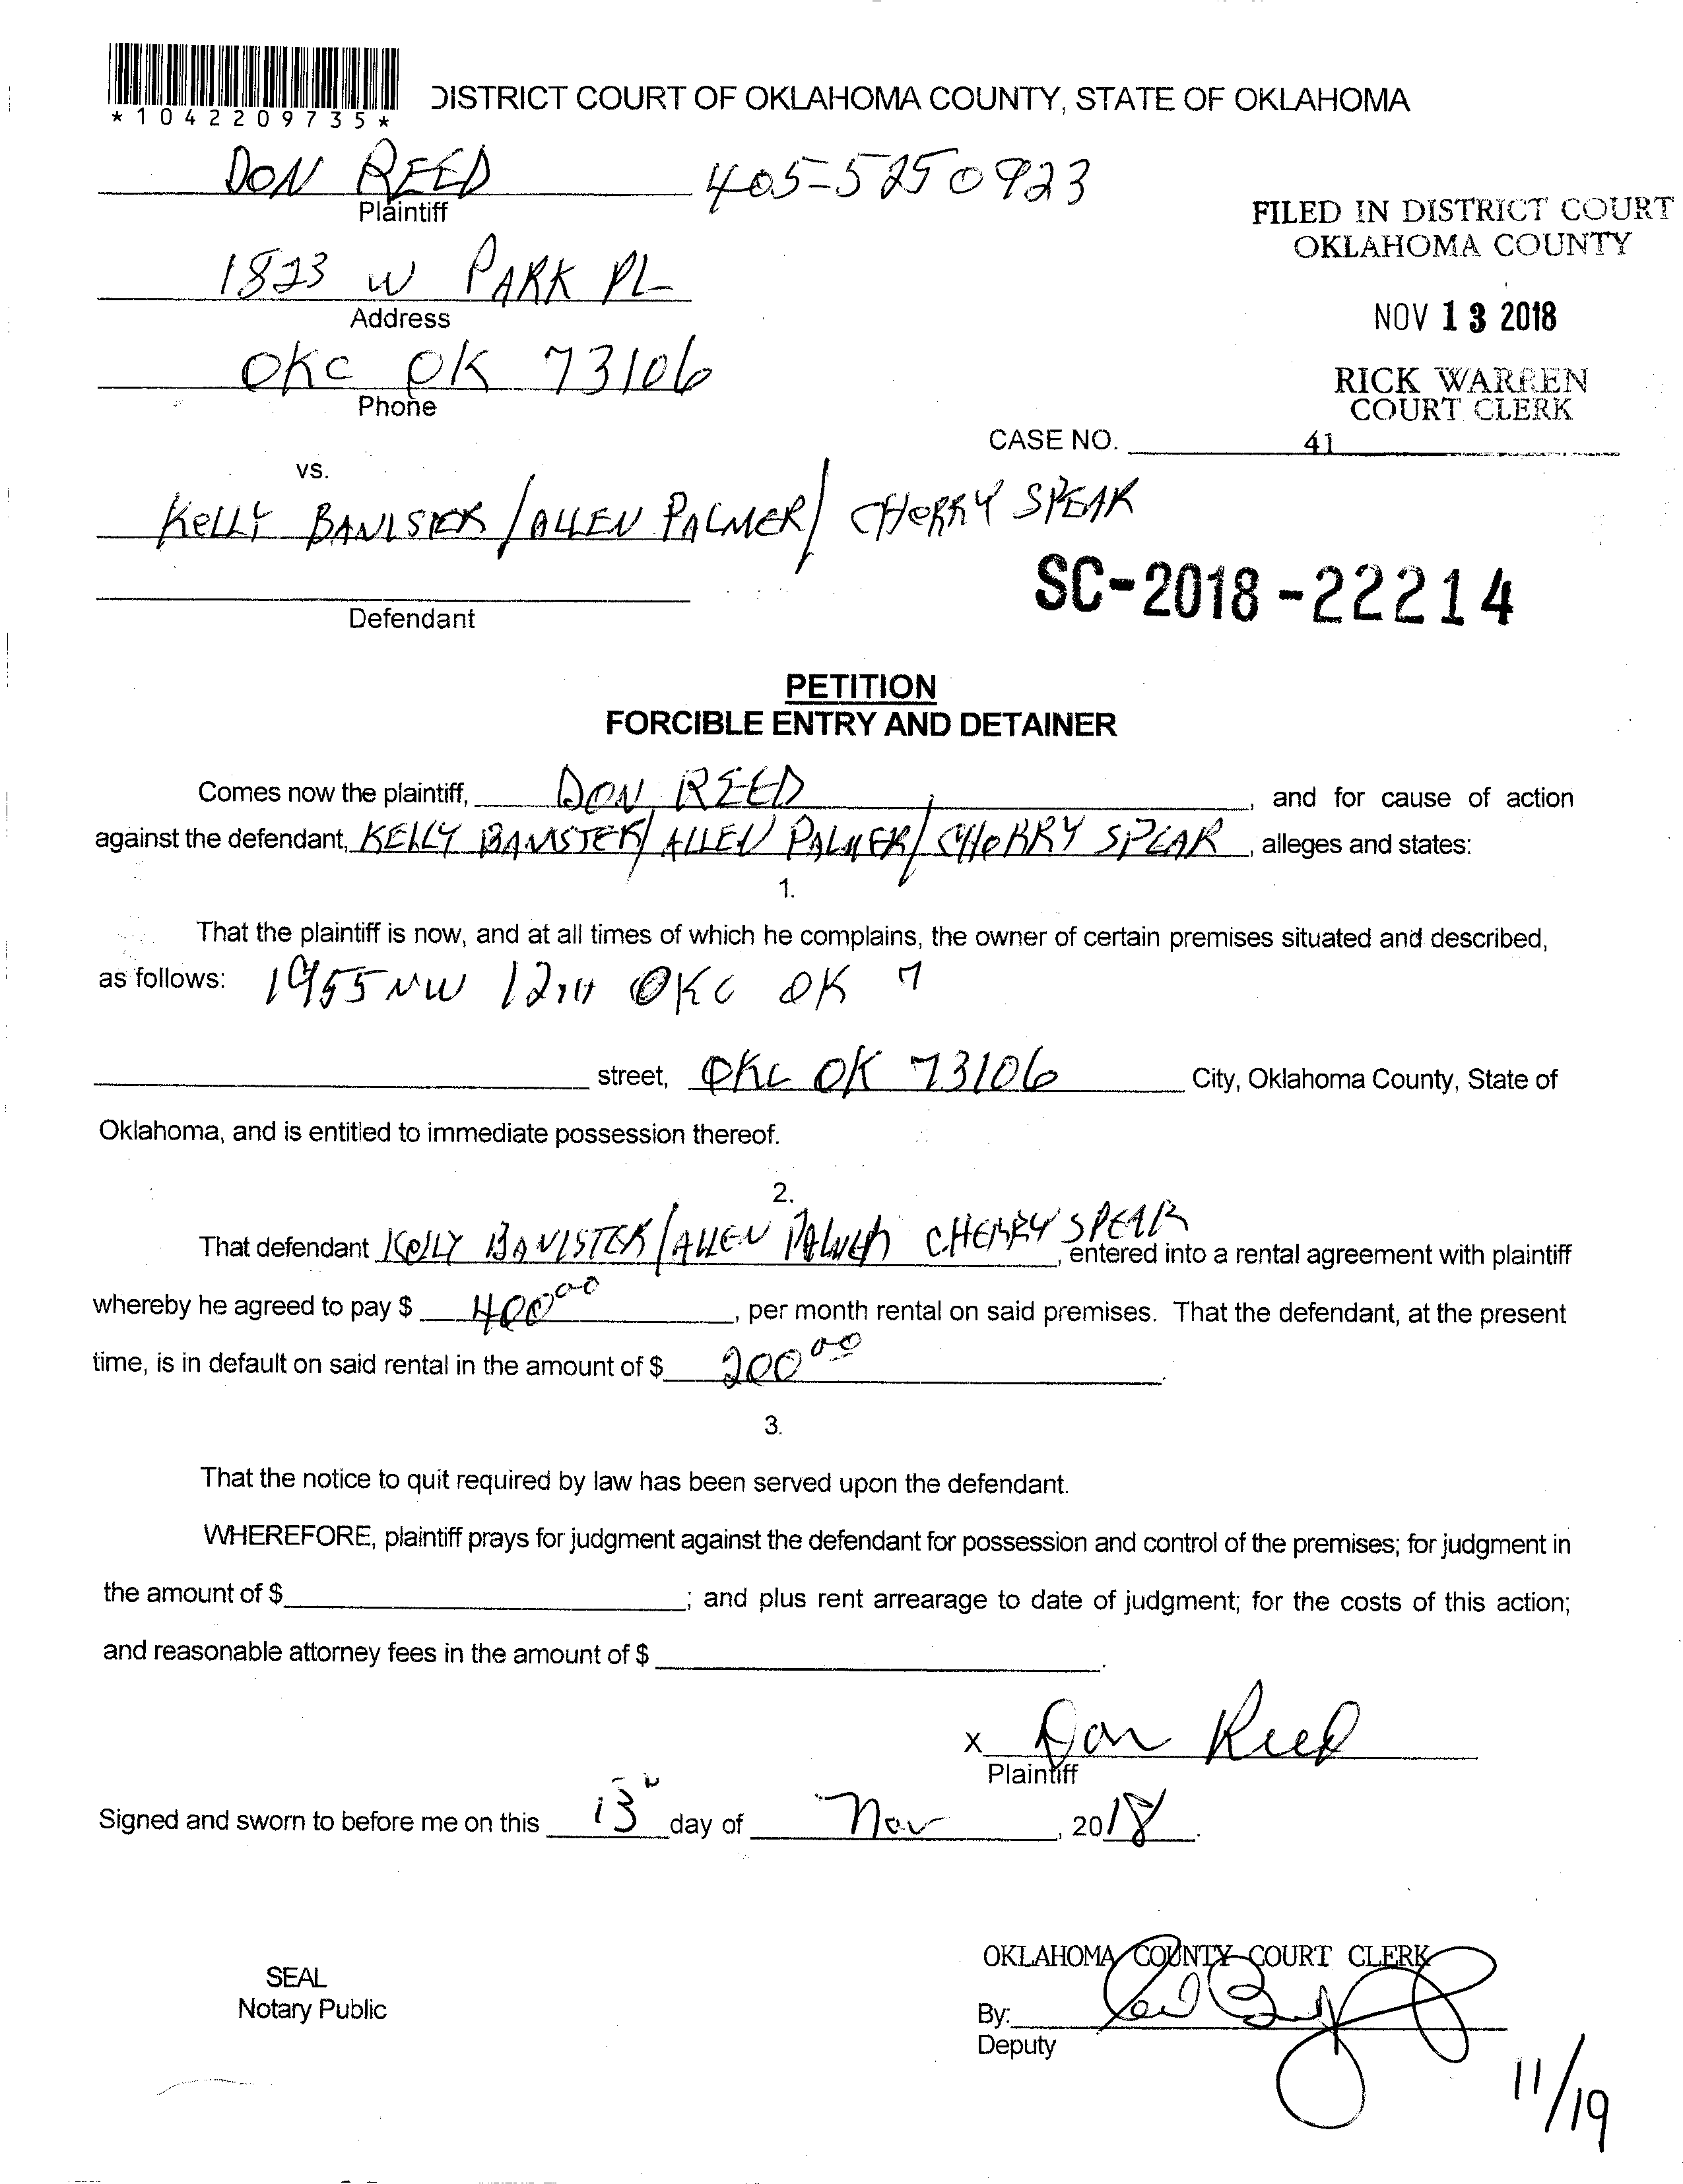 *1042209735*
DISTRICT COURT OF OKLAHOMA COUNTY, STATE OF OKLAHOMA
DON REED 405-5250923
Plaintiff
FILED IN DISTRICT COURT
OKLAHOMA COUNTY
1823 W PARK PL
Address
NOV 13 2018
OKC OK 73106
Phone
RICK WARREN
COURT CLERK
CASE NO. 41
vs.
KELLY BANISTER / ALLEN PALMER / CHERRY SPEAR
SC-2018-22214
Defendant
PETITION
FORCIBLE ENTRY AND DETAINER
Comes now the plaintiff, DON REED, and for cause of action
against the defendant, KELLY BANISTER / ALLEN PALMER / CHERRY SPEAR, alleges and states:
1.
That the plaintiff is now, and at all times of which he complains, the owner of certain premises situated and described,
as follows: 1955 NW 12TH OKC OK 7
street, OKC OK 73106 City, Oklahoma County, State of
Oklahoma, and is entitled to immediate possession thereof.
2.
That defendant KELLY BANISTER / ALLEN PALMER CHERRY SPEAR, entered into a rental agreement with plaintiff
whereby he agreed to pay $ 400 00, per month rental on said premises. That the defendant, at the present
time, is in default on said rental in the amount of $ 200 00.
3.
That the notice to quit required by law has been served upon the defendant.
WHEREFORE, plaintiff prays for judgment against the defendant for possession and control of the premises; for judgment in
the amount of $ ; and plus rent arrearage to date of judgment; for the costs of this action;
and reasonable attorney fees in the amount of $ .
X Don Reed
Plaintiff
Signed and sworn to before me on this 13 day of Nov, 2018.
OKLAHOMA COUNTY COURT CLERK
SEAL
Notary Public
By:
Deputy
11/19